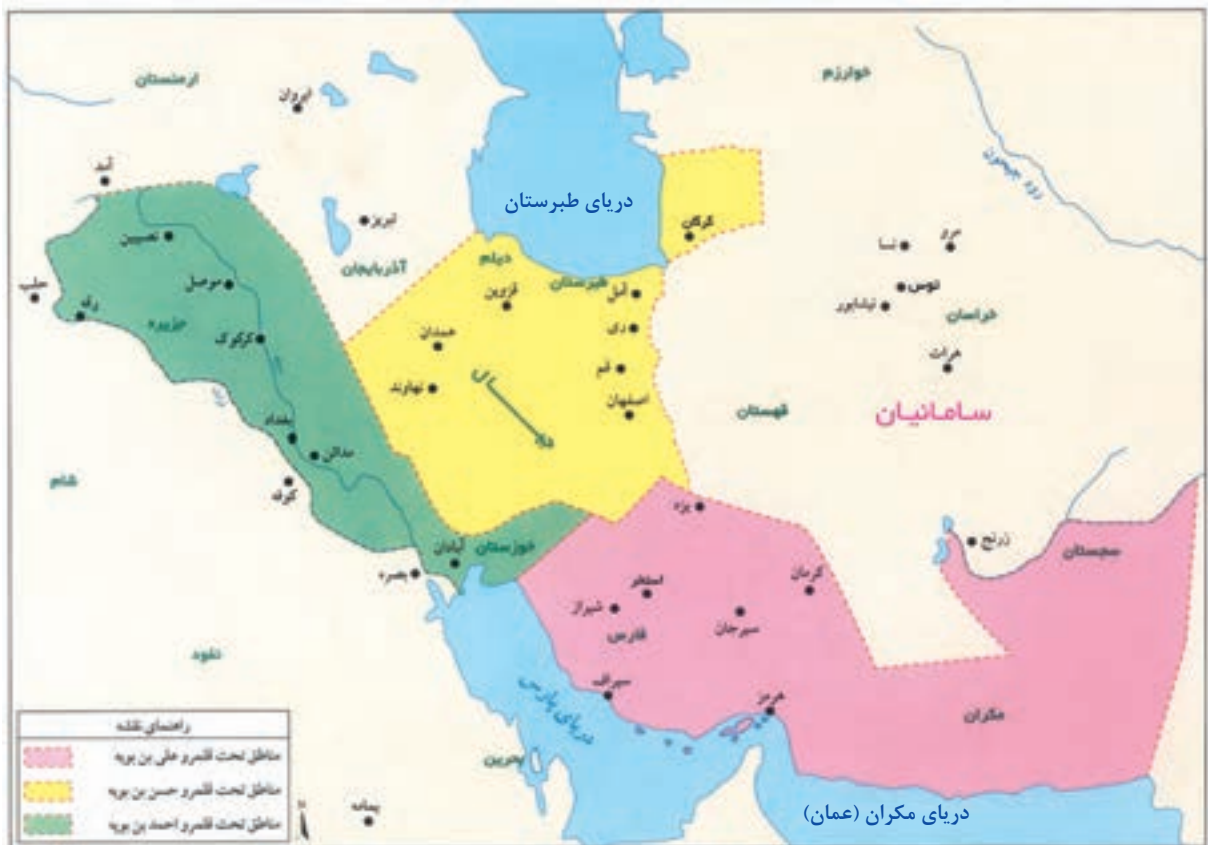 ارمنستان
ایروان
خوارزم
رود جیحون
آمد
دریای طبرستان
گرگان
تبریز
نصیبین
آذربایجان
دیلم
طبرستان
مرو
نسا
حلب
موصل
قزوین
آمل
توس
نیشابور
جزیره
خراسان
کرکوک
همدان
ری
هرات
نهاوند
قم
اصفهان
قهستان
سامانیان
بغداد
مدائن
شام
کوفه
یزد
خوزستان
آبادان
بصره
زرنج
سجستان
استخر
شیراز
کرمان
سیرجان
فارس
نفود
سیراف
هرمز
مکران
دریای پارس
بحرین
یمامه
دریای مکران (عمان)
راهنمای نقشه
مناطق تحت قلمرو علی بن بویه
مناطق تحت قلمرو حسن بن بویه
مناطق تحت قلمرو احمد بن بویه